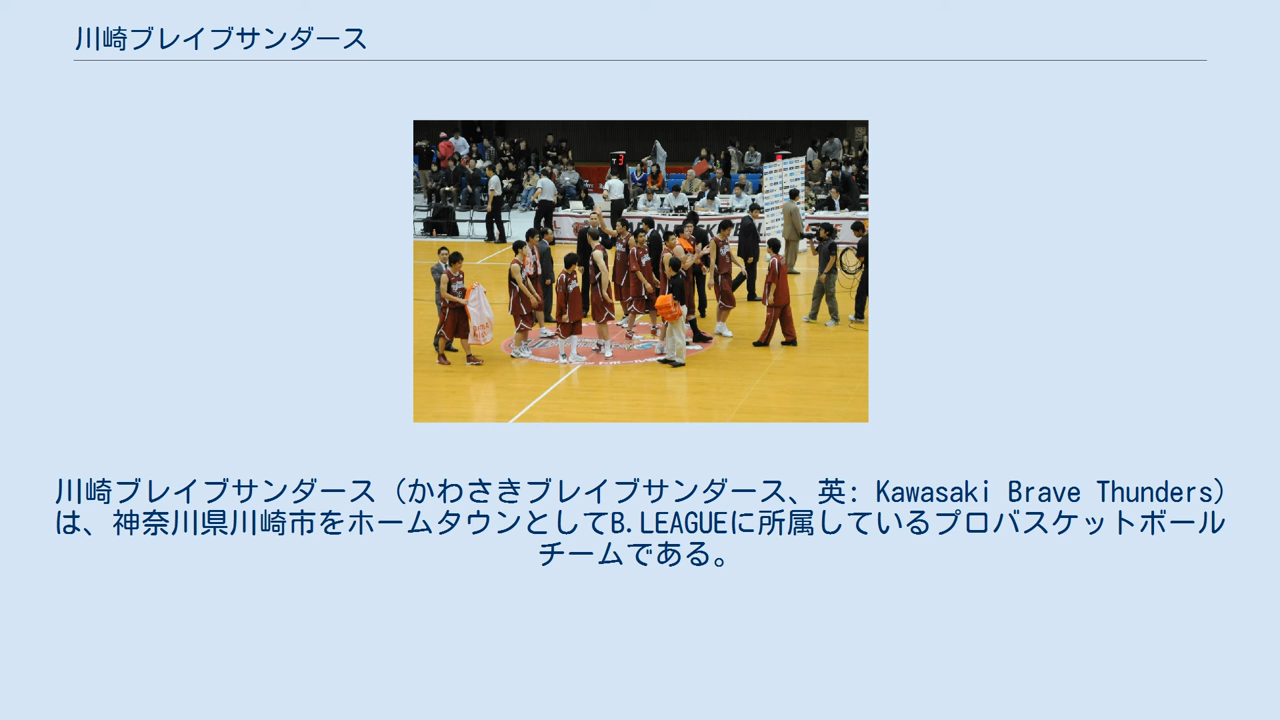 川崎ブレイブサンダース
川崎ブレイブサンダース（かわさきブレイブサンダース、英: Kawasaki Brave Thunders）
は、神奈川県川崎市をホームタウンとしてB.LEAGUEに所属しているプロバスケットボール
チームである。